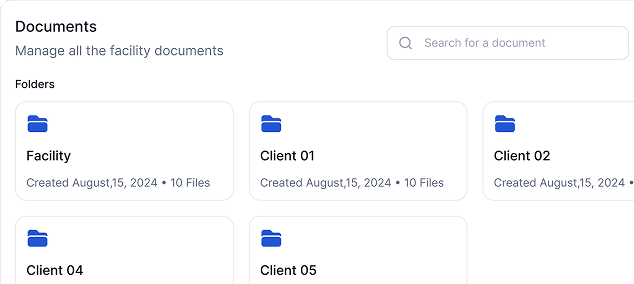 Documents
Manage all the facility documents
Search for a document
Folders
Facility
Created August,15, 2024 • 10 Files
Client 01
Created August,15, 2024 • 10 Files
Client 02
Created August,15, 2024 •
Client 04
Client 05